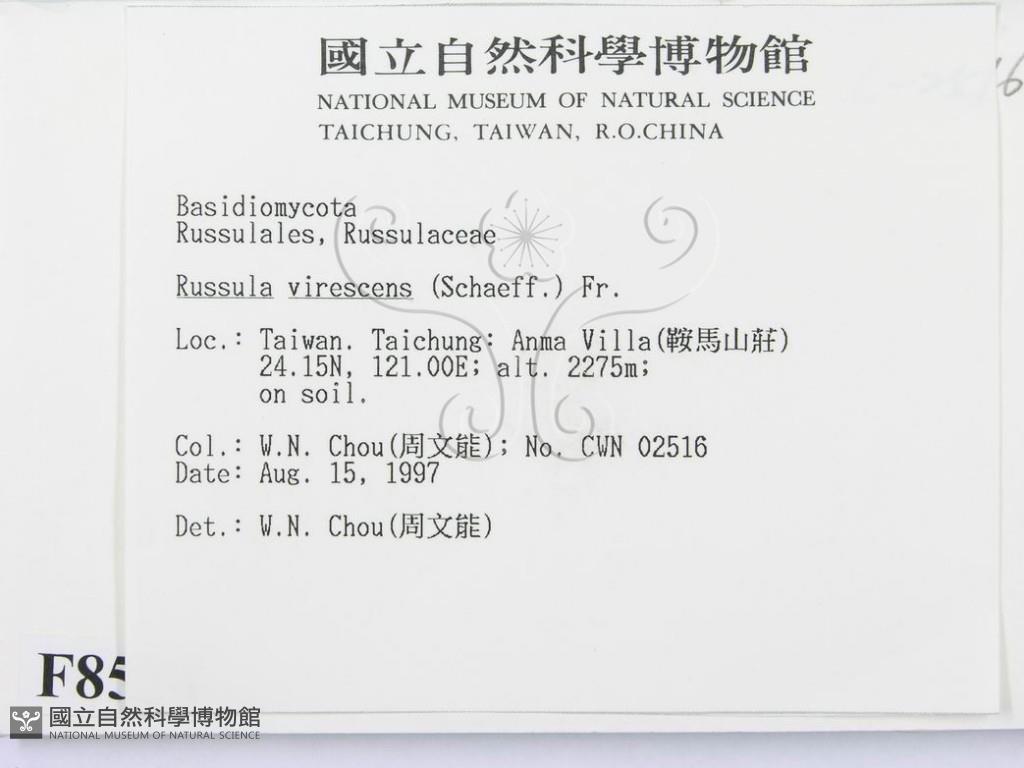 國立自然科學博物館
NATIONAL MUSEUM OF NATURAL SCIENCE
TAICHUNG, TAIWAN, R.O.CHINA
Basidiomycota
Russulales, Russulaceae
Russula virescens (Schaeff.) Fr.
Loc.: Taiwan. Taichung: Anma Villa(鞍馬山莊)
24.15N, 121.00E; alt. 2275m;
on soil.
Col.: W.N. Chou(周文能); No. CWN 02516
Date: Aug. 15, 1997
Det.: W.N. Chou(周文能)
F85
國立自然科學博物館
NATIONAL MUSEUM OF NATURAL SCIENCE